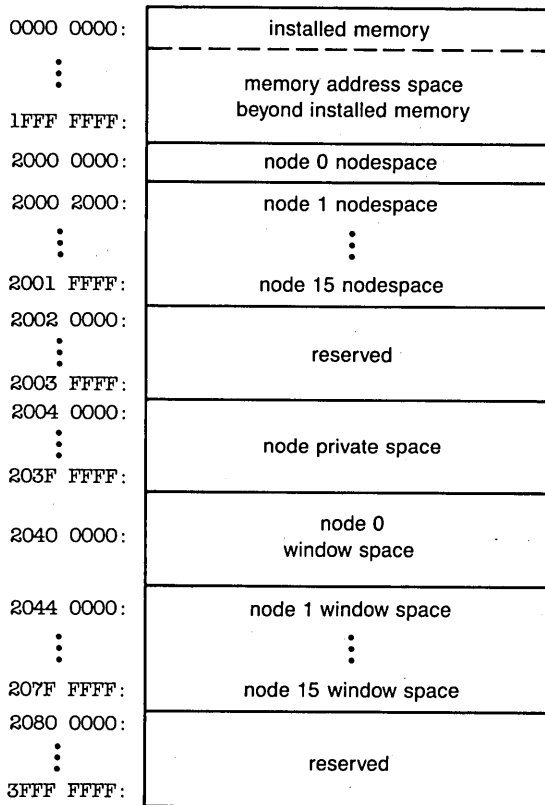 0000 0000: installed memory
memory address space
beyond installed memory
1FFF FFFF:
2000 0000: node 0 nodespace
2000 2000: node 1 nodespace
2001 FFFF: node 15 nodespace
2002 0000:
reserved
2003 FFFF:
2004 0000:
node private space
203F FFFF:
node 0
2040 0000:
window space
2044 0000: node 1 window space
207F FFFF: node 15 window space
2080 0000:
reserved
3FFF FFFF: